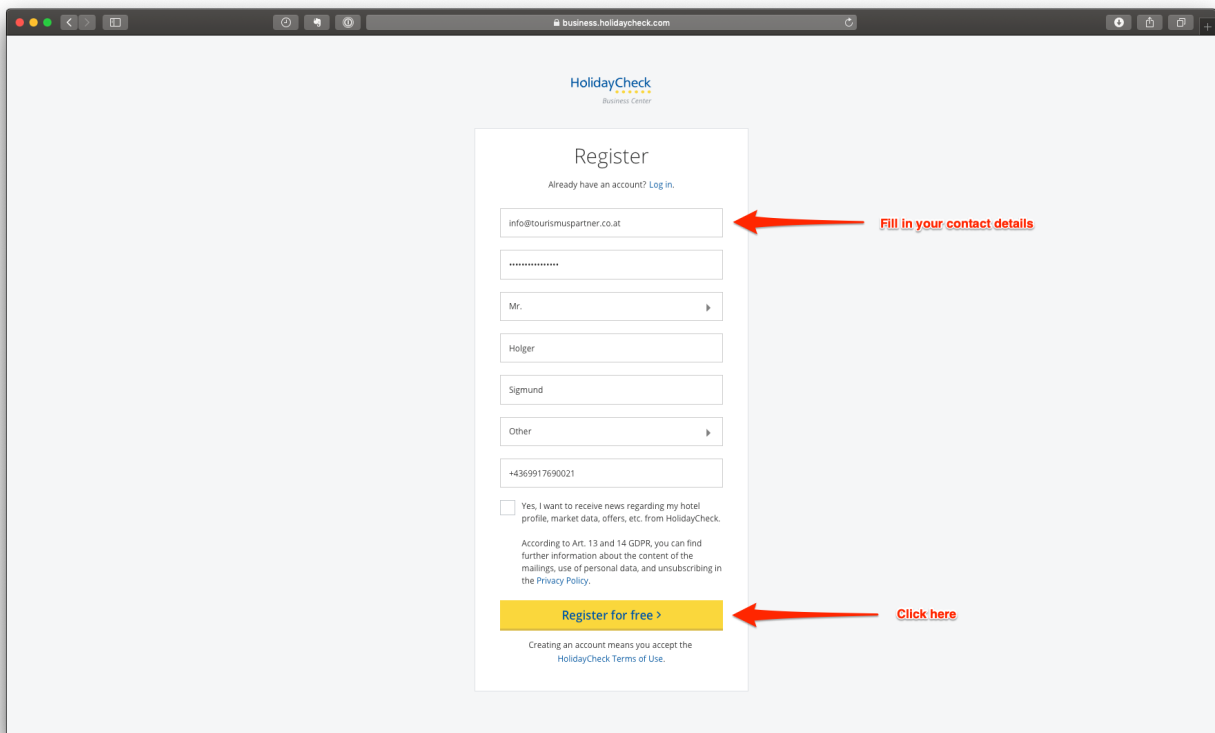 business.holidaycheck.com
HolidayCheck
Business Center
Register
Already have an account? Log in.
info@tourismuspartner.co.at
Fill in your contact details
••••••••••••••••
Mr.
Holger
Sigmund
Other
+4369917690021
Yes, I want to receive news regarding my hotel
profile, market data, offers, etc. from HolidayCheck.
According to Art. 13 and 14 GDPR, you can find
further information about the content of the
mailings, use of personal data, and unsubscribing in
the Privacy Policy.
Register for free >
Click here
Creating an account means you accept the
HolidayCheck Terms of Use.